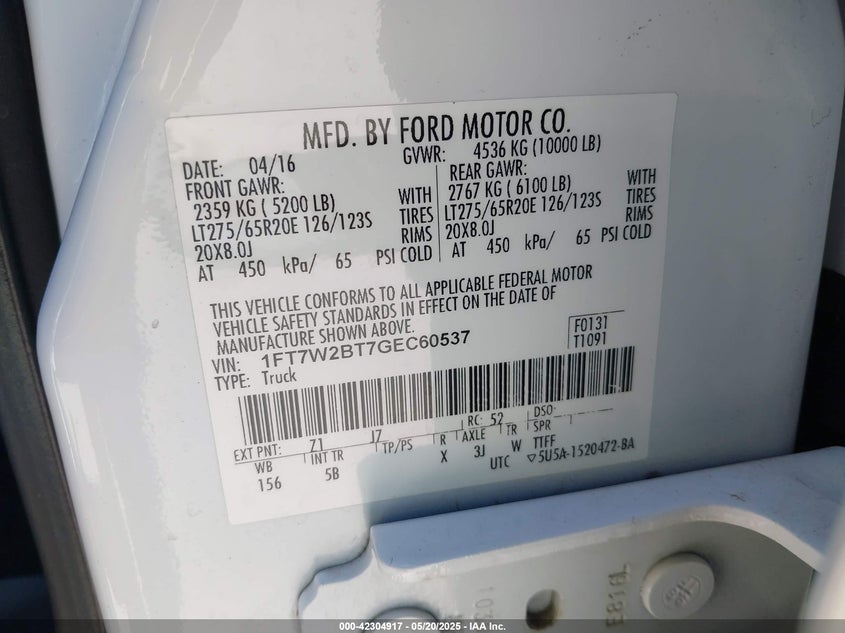 MFD. BY FORD MOTOR CO.
DATE: 04/16 GVWR: 4536 KG (10000 LB)
FRONT GAWR: REAR GAWR:
2359 KG ( 5200 LB) WITH 2767 KG ( 6100 LB) WITH
LT275/65R20E 126/123S TIRES LT275/65R20E 126/123S TIRES
20X8.0J RIMS 20X8.0J RIMS
AT 450 kPa/ 65 PSI COLD AT 450 kPa/ 65 PSI COLD
THIS VEHICLE CONFORMS TO ALL APPLICABLE FEDERAL MOTOR
VEHICLE SAFETY STANDARDS IN EFFECT ON THE DATE OF
MANUFACTURE SHOWN ABOVE.
VIN: 1FT7W2BT7GEC60537 F0131
TYPE: Truck T1091
EXT PNT: Z1 J7 RC: 52 DSO:
WB INT TR TP/PS R AXLE TR SPR
156 5B X 3J W TTFF
UTC ▽5U5A-1520472-BA
E816L
000-42304917 - 05/20/2025 - IAA Inc.